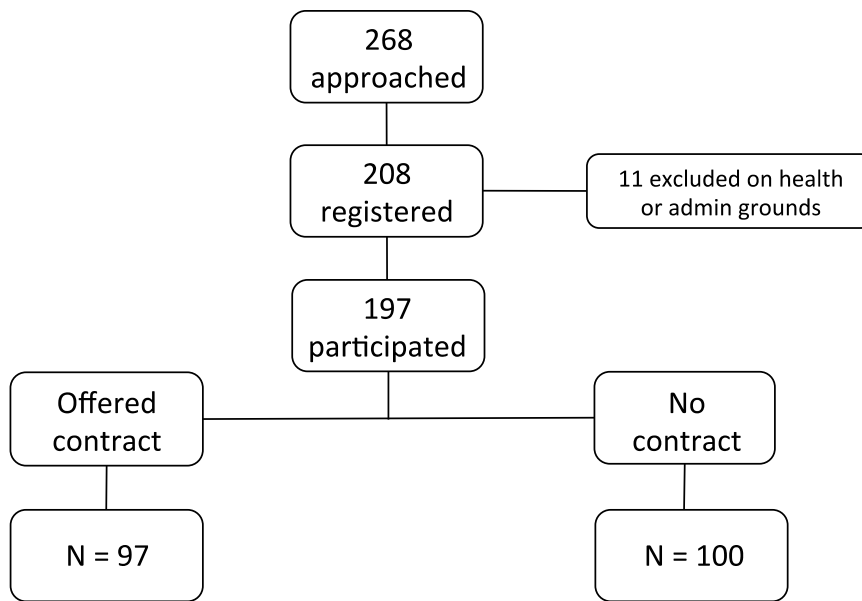 268
approached
208
registered
11 excluded on health
or admin grounds
197
participated
Offered
contract
No
contract
N = 97
N = 100